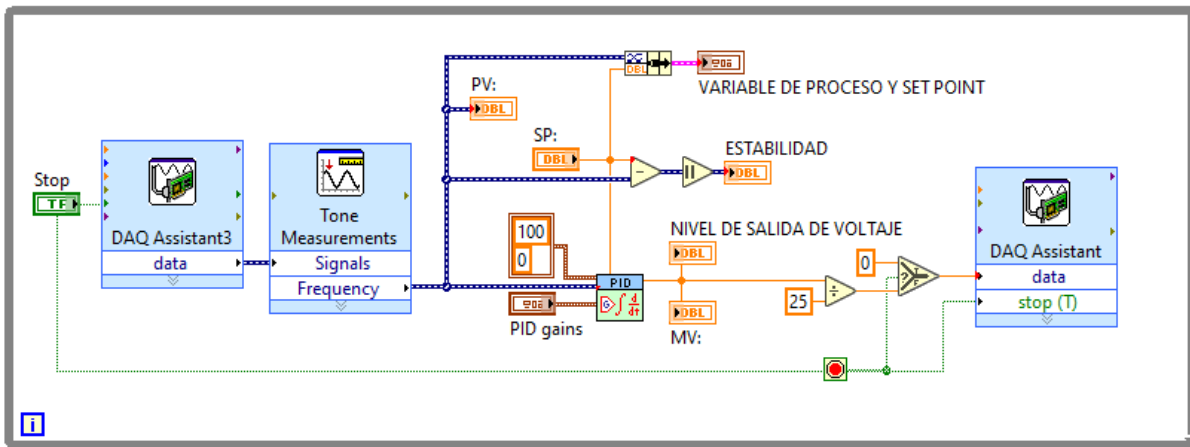 DBL
VARIABLE DE PROCESO Y SET POINT
PV:
DBL
SP:
DBL
ESTABILIDAD
DBL
Stop
TF
DAQ Assistant3
data
Tone
Measurements
Signals
Frequency
100
0
PID
d
dt
G
PID gains
NIVEL DE SALIDA DE VOLTAJE
DBL
DBL
MV:
25
0
?
DAQ Assistant
data
stop (T)
i